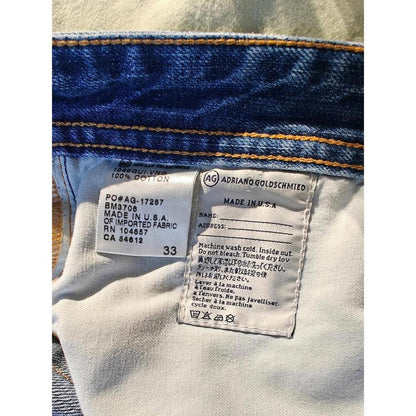 100% COTTON
PO#AG-17287
BM3708
MADE IN U.S.A.
OF IMPORTED FABRIC
RN 104857
CA 54612
33
AG ADRIANO GOLDSCHMIED
MADE IN U.S.A
NAME:
ADDRESS:
Machine wash cold. Inside out.
Do not bleach. Tumble dry low
Laver à la machine
à l'eau froide,
à l'envers. No pas javelliser.
Secher à la machine
cycle doux.